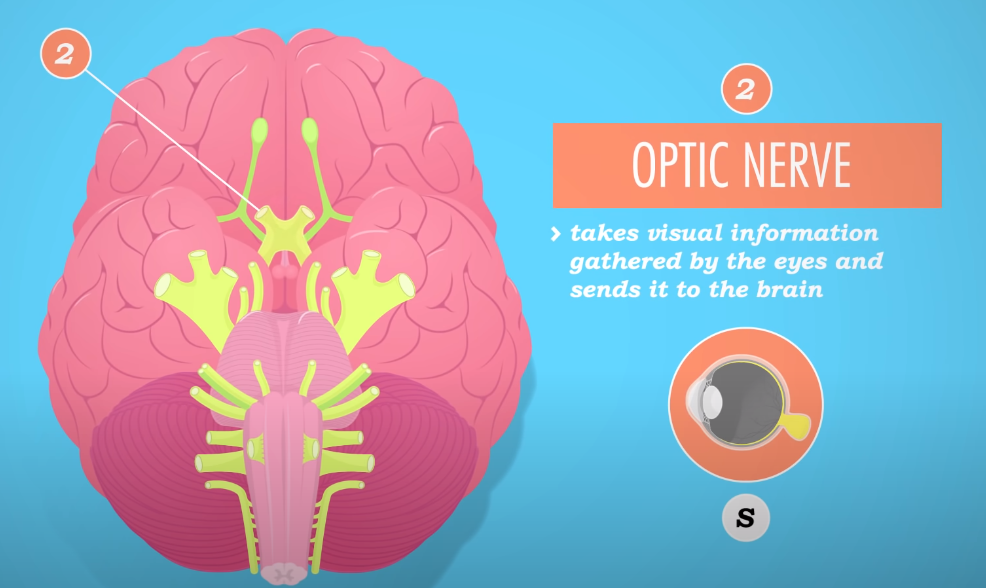 2
2
OPTIC NERVE
takes visual information
gathered by the eyes and
sends it to the brain
S